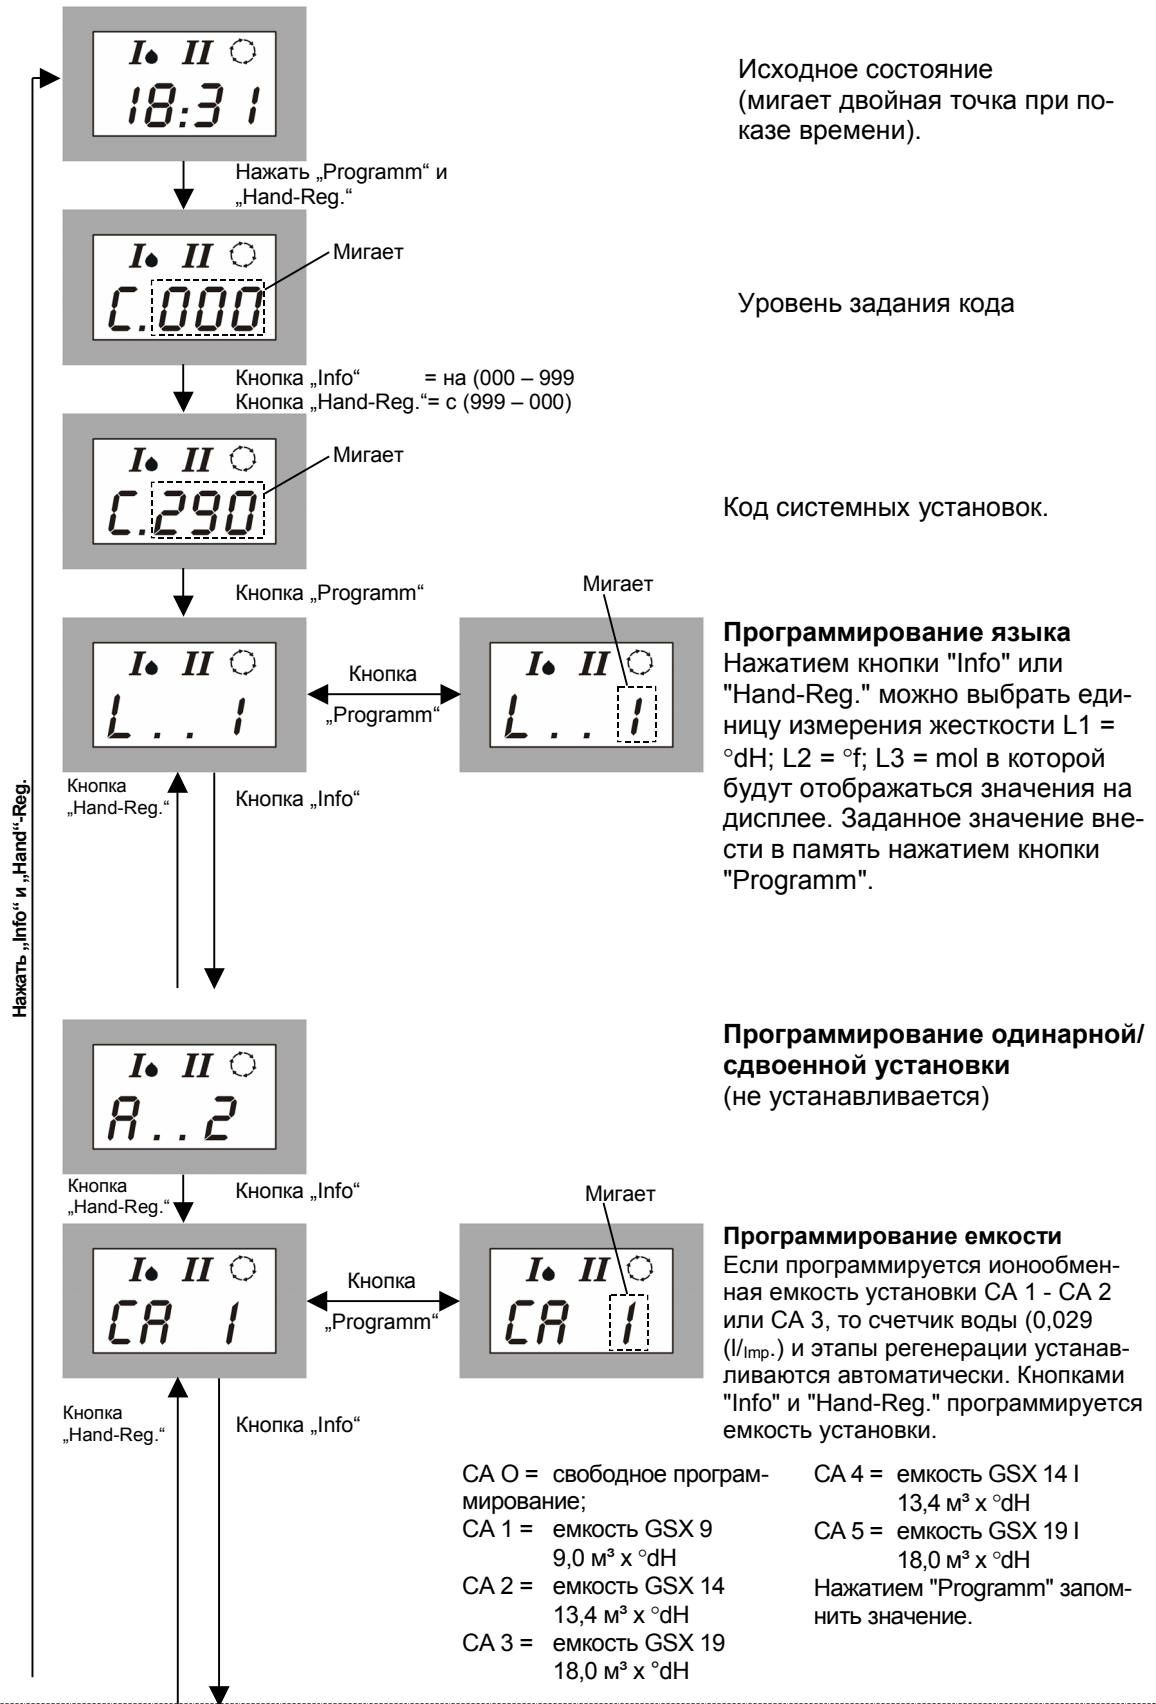 I II
18:31
Исходное состояние
(мигает двойная точка при по-
казе времени).
Нажать „Programm“ и
„Hand-Reg.“
I II
C.000
Мигает
Уровень задания кода
Кнопка „Info“ = на (000 – 999
Кнопка „Hand-Reg.“= с (999 – 000)
I II
C.290
Мигает
Код системных установок.
Кнопка „Programm“
I II
L . . 1
Кнопка
„Programm“
Мигает
I II
L . . 1
Программирование языка
Нажатием кнопки "Info" или
"Hand-Reg." можно выбрать еди-
ницу измерения жесткости L1 =
°dH; L2 = °f; L3 = mol в которой
будут отображаться значения на
дисплее. Заданное значение вне-
сти в память нажатием кнопки
"Programm".
Кнопка
„Hand-Reg.“
Кнопка „Info“
Нажать „Info“ и „Hand“-Reg.
I II
A . . 2
Программирование одинарной/
сдвоенной установки
(не устанавливается)
Кнопка
„Hand-Reg.“
Кнопка „Info“
I II
CA 1
Кнопка
„Programm“
Мигает
I II
CA 1
Программирование емкости
Если программируется ионообмен-
ная емкость установки CA 1 - CA 2
или CA 3, то счетчик воды (0,029
(l/Imp.) и этапы регенерации устанав-
ливаются автоматически. Кнопками
"Info" и "Hand-Reg." программируется
емкость установки.
Кнопка
„Hand-Reg.“
Кнопка „Info“
CA O = свободное програм-
мирование;
CA 1 = емкость GSX 9
9,0 м³ x °dH
CA 2 = емкость GSX 14
13,4 м³ x °dH
CA 3 = емкость GSX 19
18,0 м³ x °dH
CA 4 = емкость GSX 14 I
13,4 м³ x °dH
CA 5 = емкость GSX 19 I
18,0 м³ x °dH
Нажатием "Programm" запом-
нить значение.